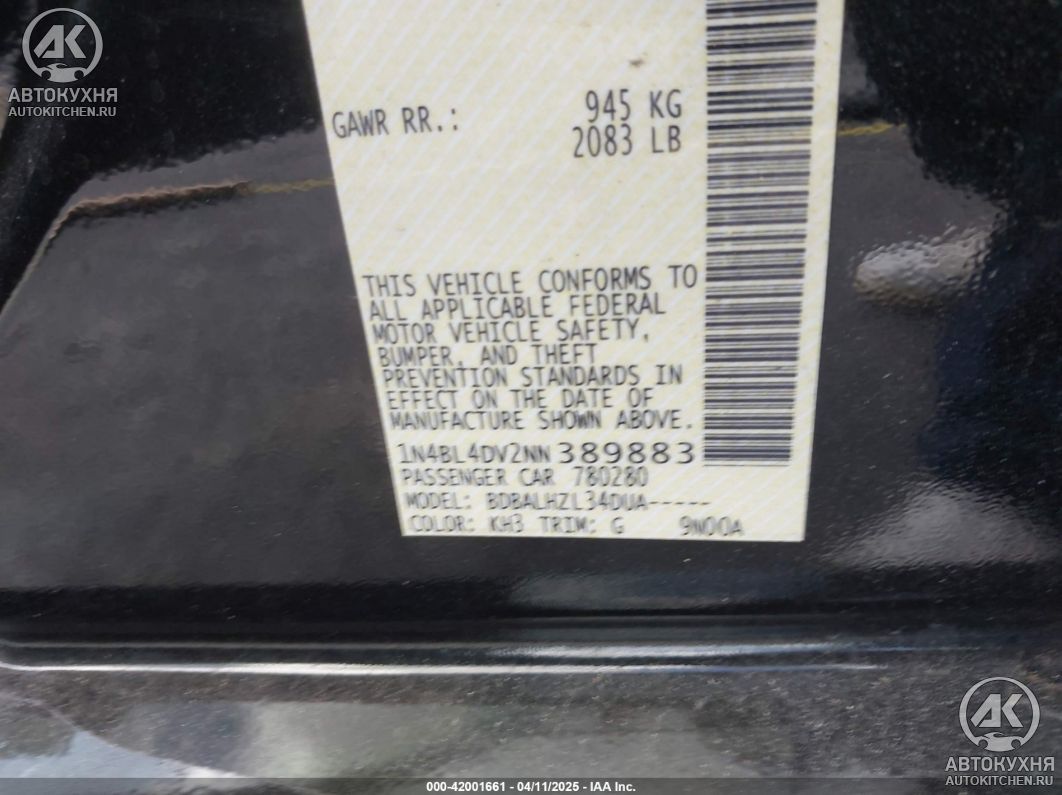 AK
АВТОКУХНЯ
AUTOKITCHEN.RU
GAWR RR.: 945 KG
2083 LB
THIS VEHICLE CONFORMS TO
ALL APPLICABLE FEDERAL
MOTOR VEHICLE SAFETY,
BUMPER, AND THEFT
PREVENTION STANDARDS IN
EFFECT ON THE DATE OF
MANUFACTURE SHOWN ABOVE.
1N4BL4DV2NN389883
PASSENGER CAR 780280
MODEL: BDBALHZL34DUA-----
COLOR: KH3 TRIM: G 9N00A
AK
АВТОКУХНЯ
AUTOKITCHEN.RU
000-42001661 - 04/11/2025 - IAA Inc.